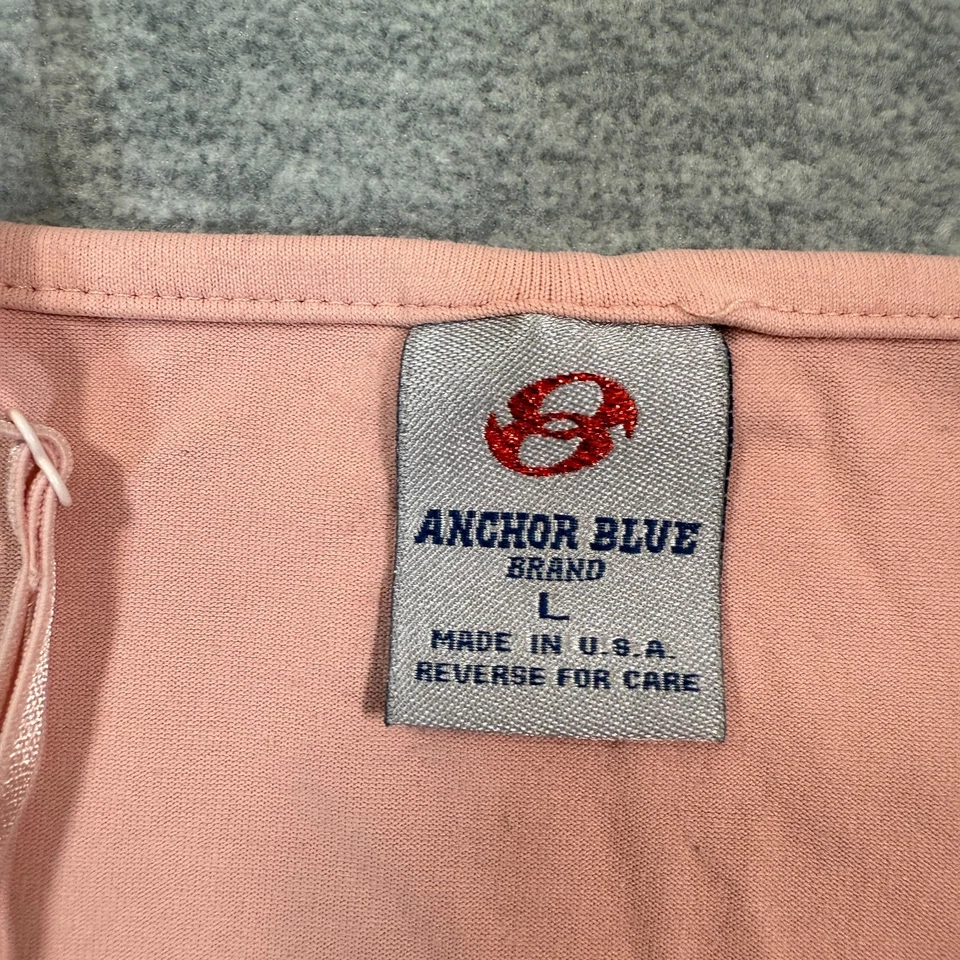 ANCHOR BLUE
BRAND
L
MADE IN U.S.A.
REVERSE FOR CARE